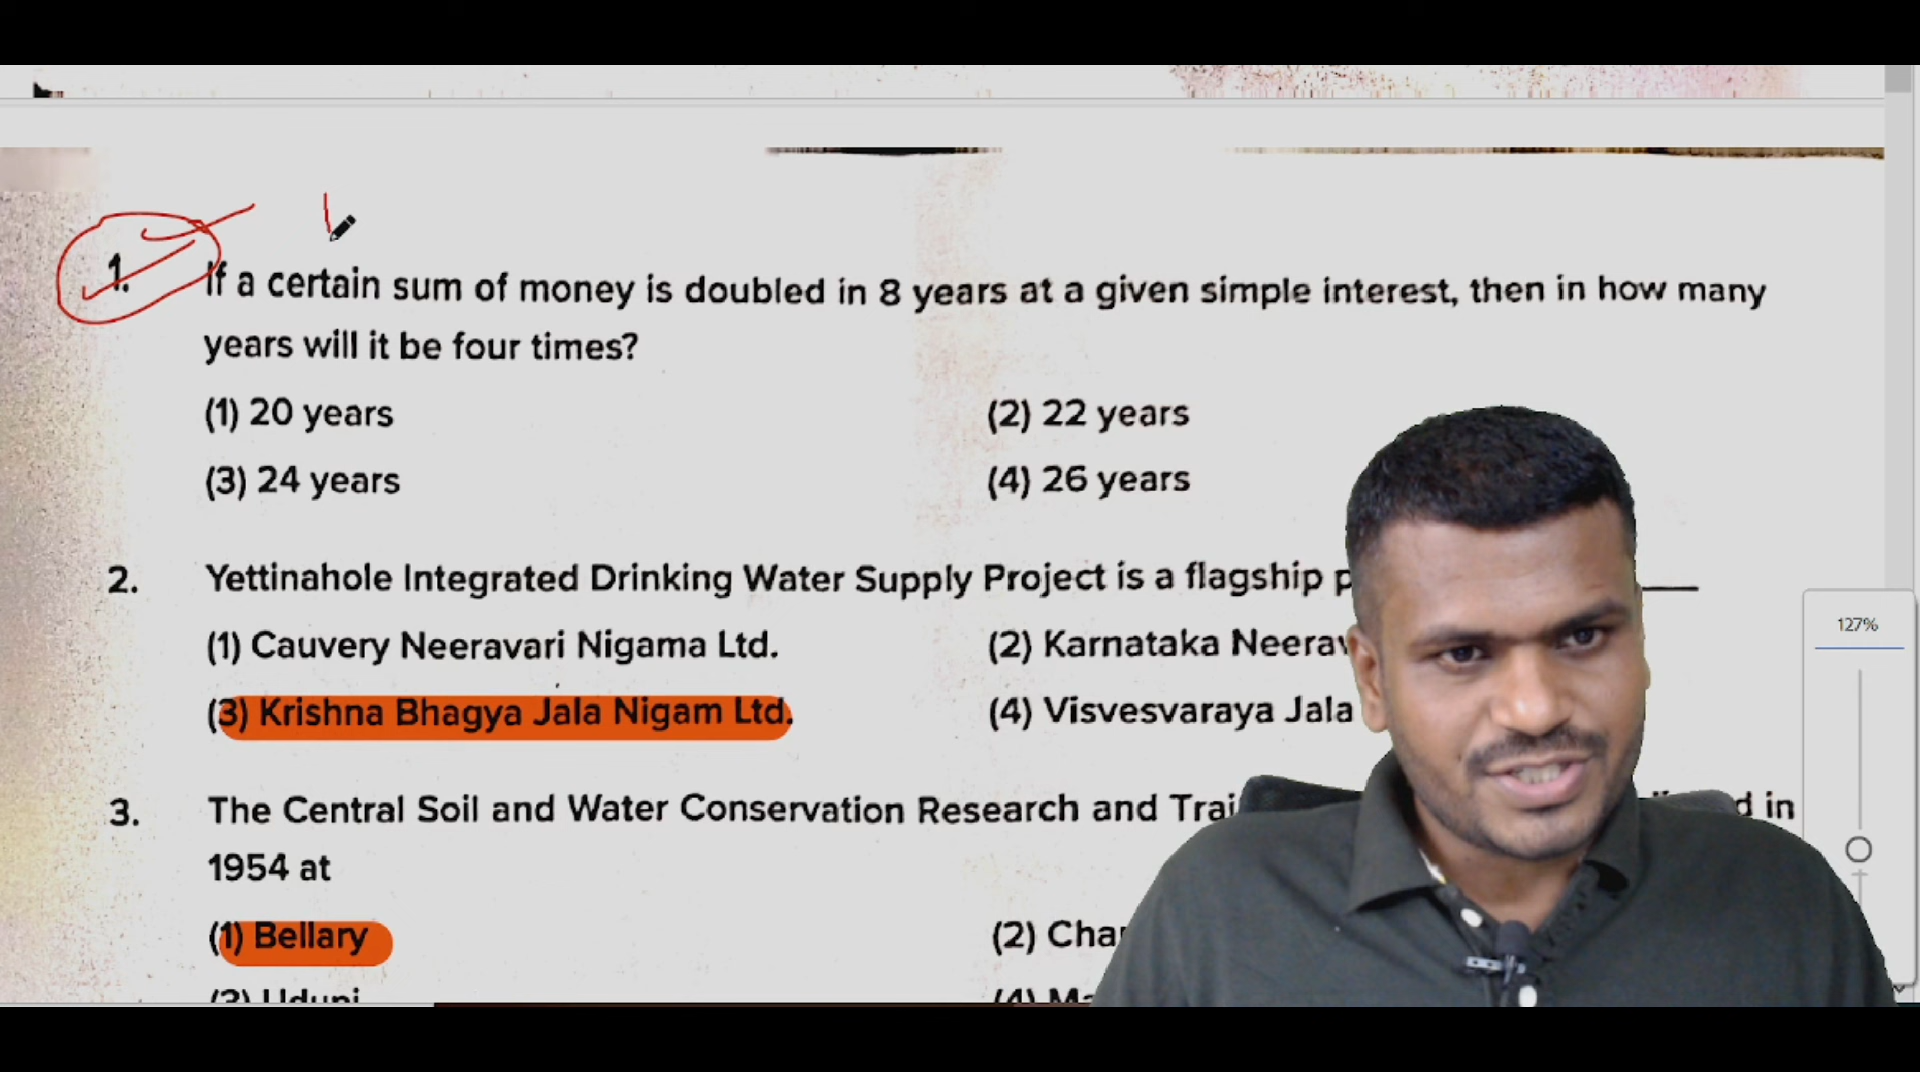 1. If a certain sum of money is doubled in 8 years at a given simple interest, then in how many
years will it be four times?
(1) 20 years (2) 22 years
(3) 24 years (4) 26 years
2. Yettinahole Integrated Drinking Water Supply Project is a flagship
(1) Cauvery Neeravari Nigama Ltd. (2) Karnataka
(3) Krishna Bhagya Jala Nigam Ltd. (4) Visvesvaraya Jala
127%
3. The Central Soil and Water Conservation Research and in
1954 at
(1) Bellary (2)